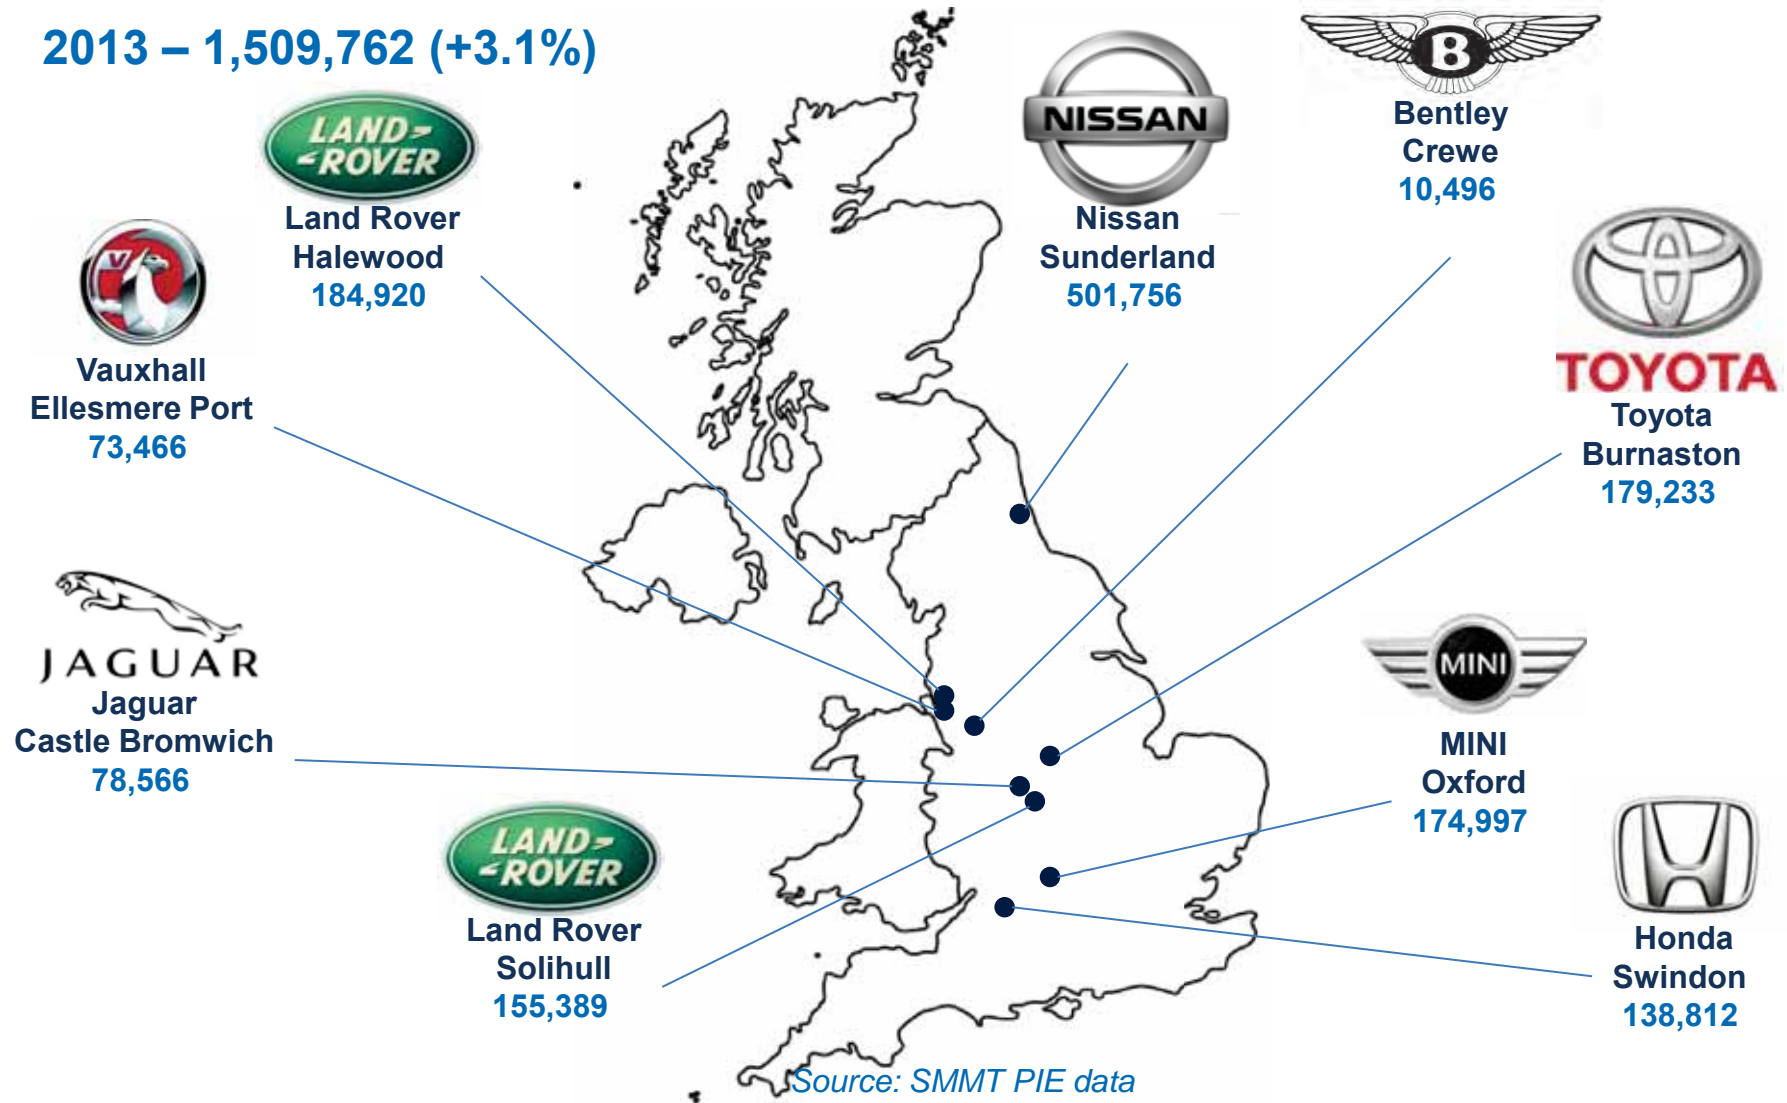 2013 – 1,509,762 (+3.1%)
LAND-
-ROVER
Land Rover
Halewood
184,920
NISSAN
Nissan
Sunderland
501,756
B
Bentley
Crewe
10,496
V
Vauxhall
Ellesmere Port
73,466
TOYOTA
Toyota
Burnaston
179,233
JAGUAR
Jaguar
Castle Bromwich
78,566
MINI
MINI
Oxford
174,997
LAND-
-ROVER
Land Rover
Solihull
155,389
Honda
Swindon
138,812
Source: SMMT PIE data